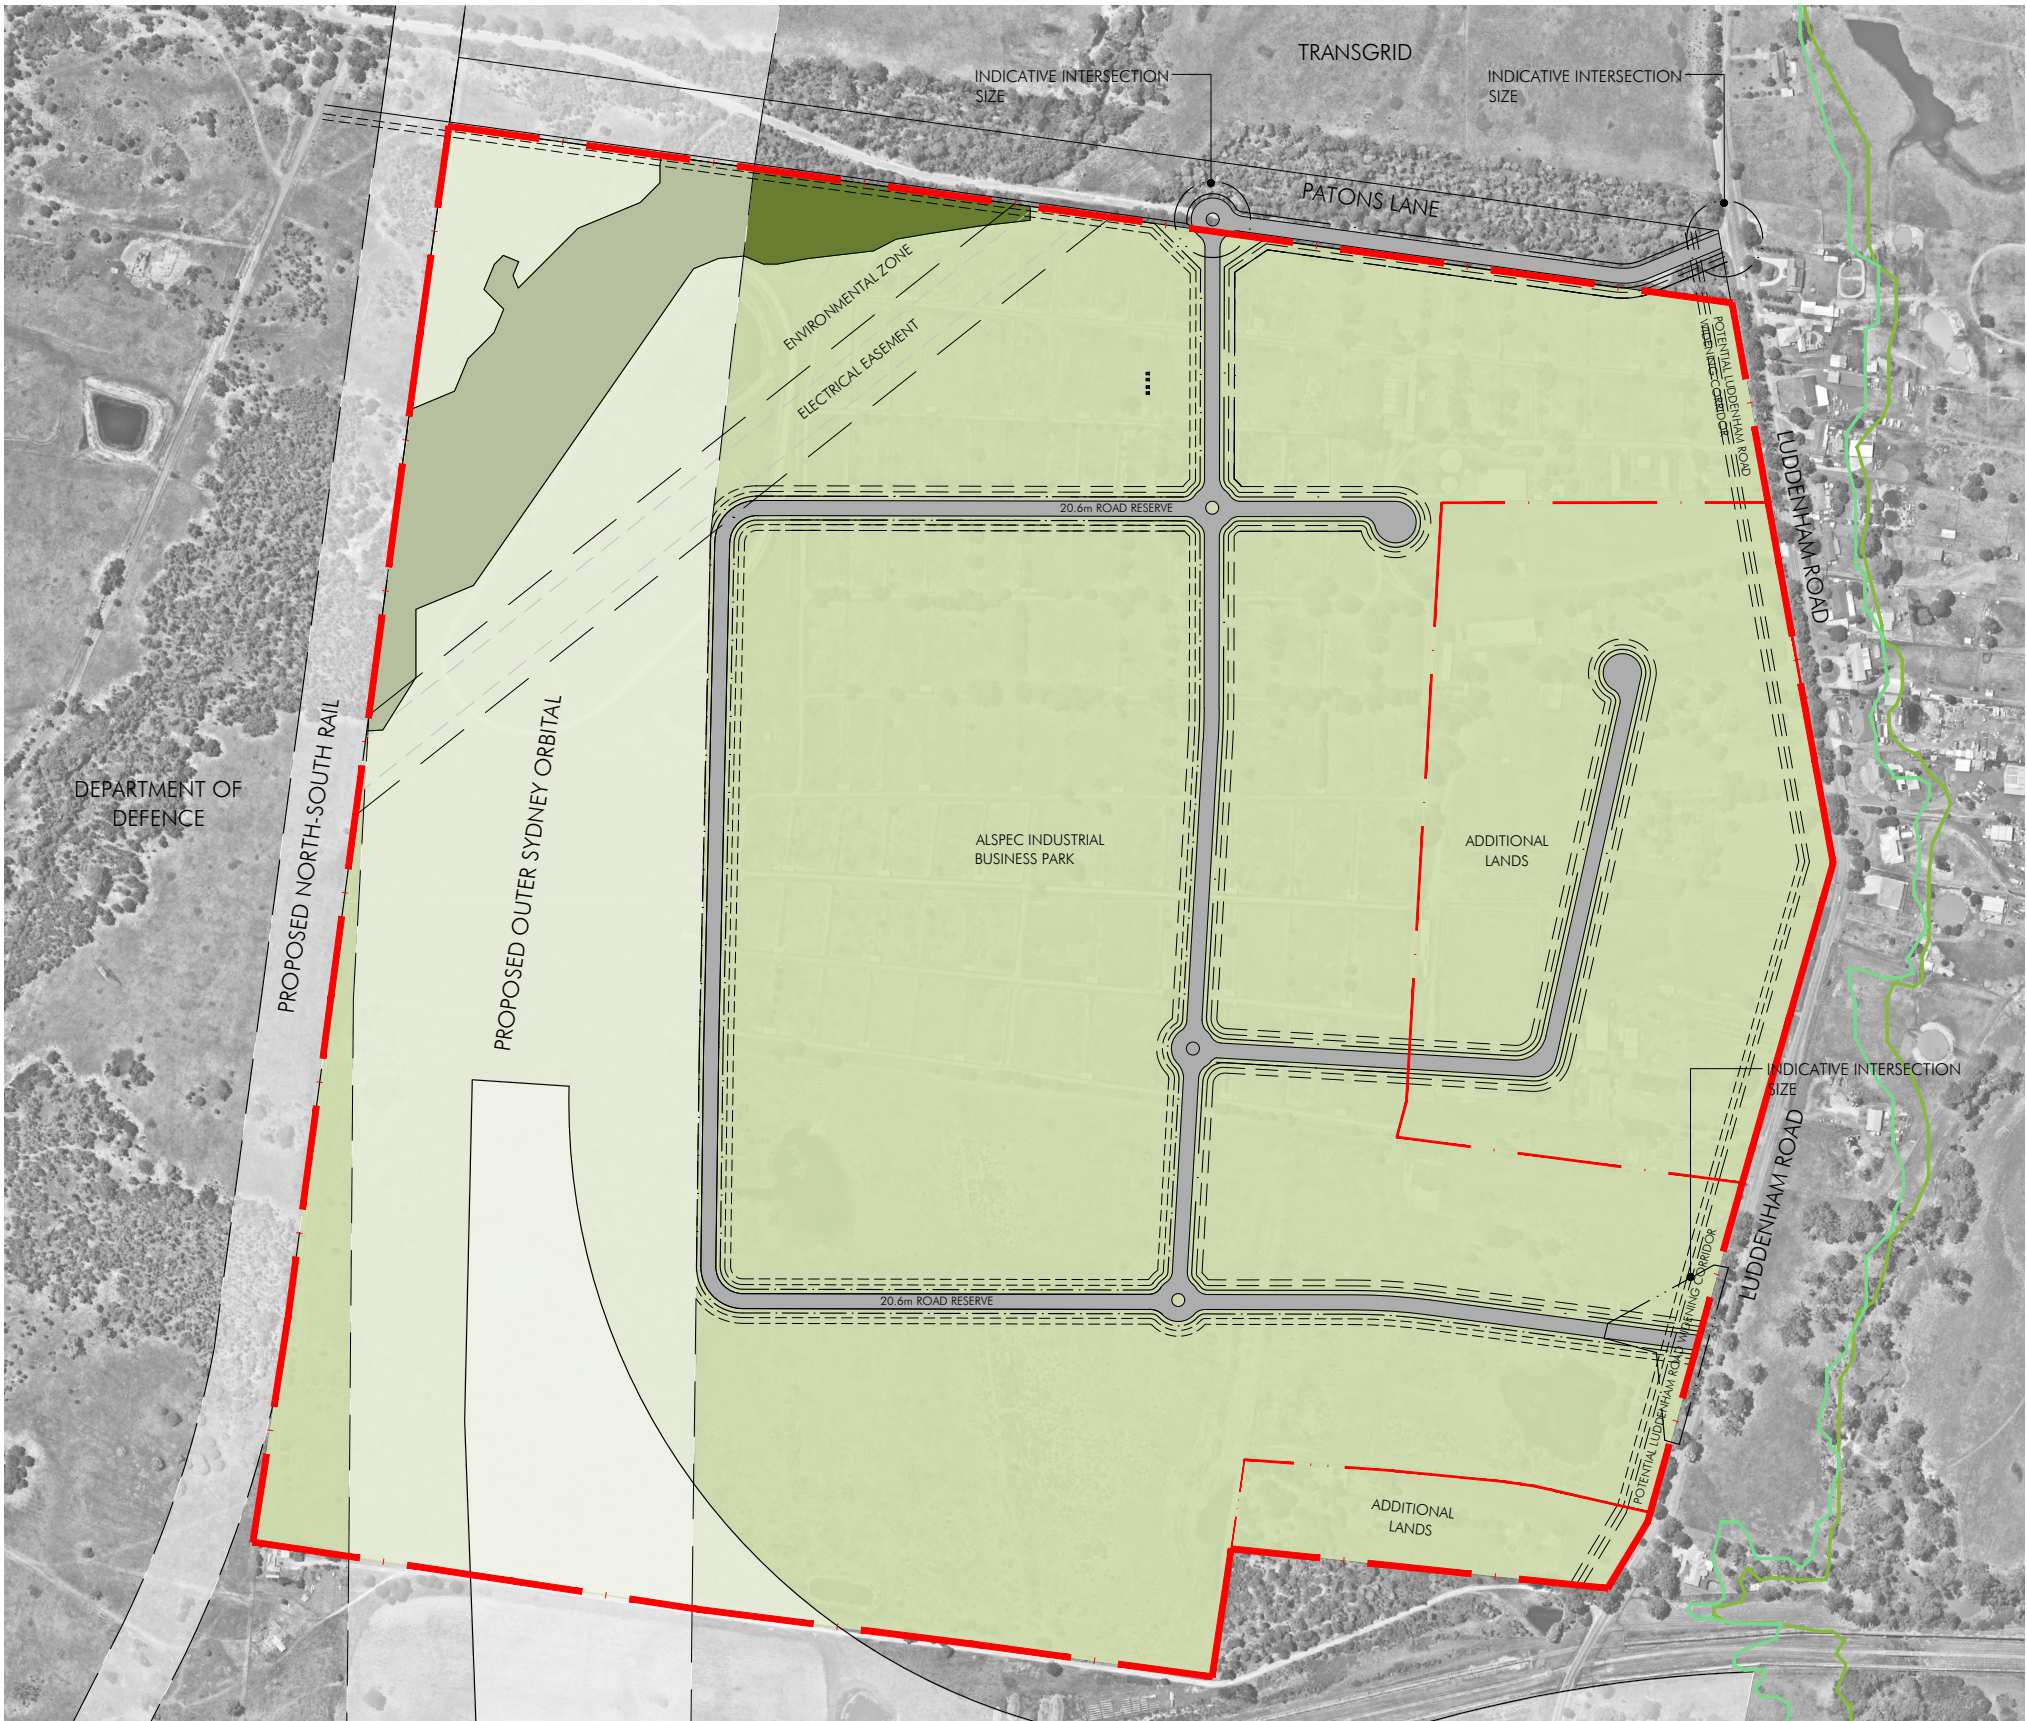 TRANSGRID
INDICATIVE INTERSECTION
SIZE
INDICATIVE INTERSECTION
SIZE
PATONS LANE
ENVIRONMENTAL ZONE
ELECTRICAL EASEMENT
POTENTIAL LUDDENHAM ROAD
WIDENING CORRIDOR
LUDDENHAM ROAD
20.6m ROAD RESERVE
PROPOSED NORTH-SOUTH RAIL
PROPOSED OUTER SYDNEY ORBITAL
DEPARTMENT OF
DEFENCE
ALSPEC INDUSTRIAL
BUSINESS PARK
ADDITIONAL
LANDS
INDICATIVE INTERSECTION
SIZE
LUDDENHAM ROAD
POTENTIAL LUDDENHAM ROAD WIDENING CORRIDOR
20.6m ROAD RESERVE
ADDITIONAL
LANDS